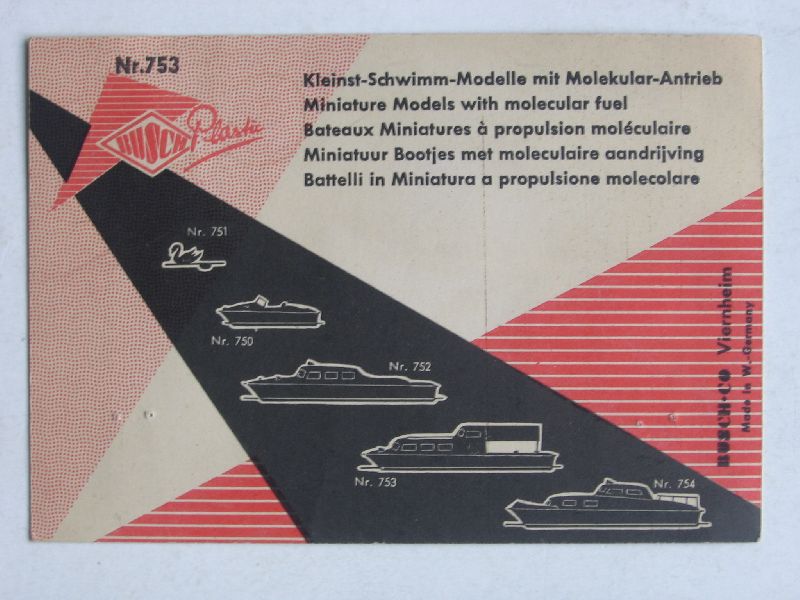 Nr.753
BUSCH Plastic
Kleinst-Schwimm-Modelle mit Molekular-Antrieb
Miniature Models with molecular fuel
Bateaux Miniatures à propulsion moléculaire
Miniatuur Bootjes met moleculaire aandrijving
Battelli in Miniatura a propulsione molecolare
Nr. 751
Nr. 750
Nr. 752
Nr. 753
Nr. 754
BUSCH·CO Viernheim
Made in W.-Germany